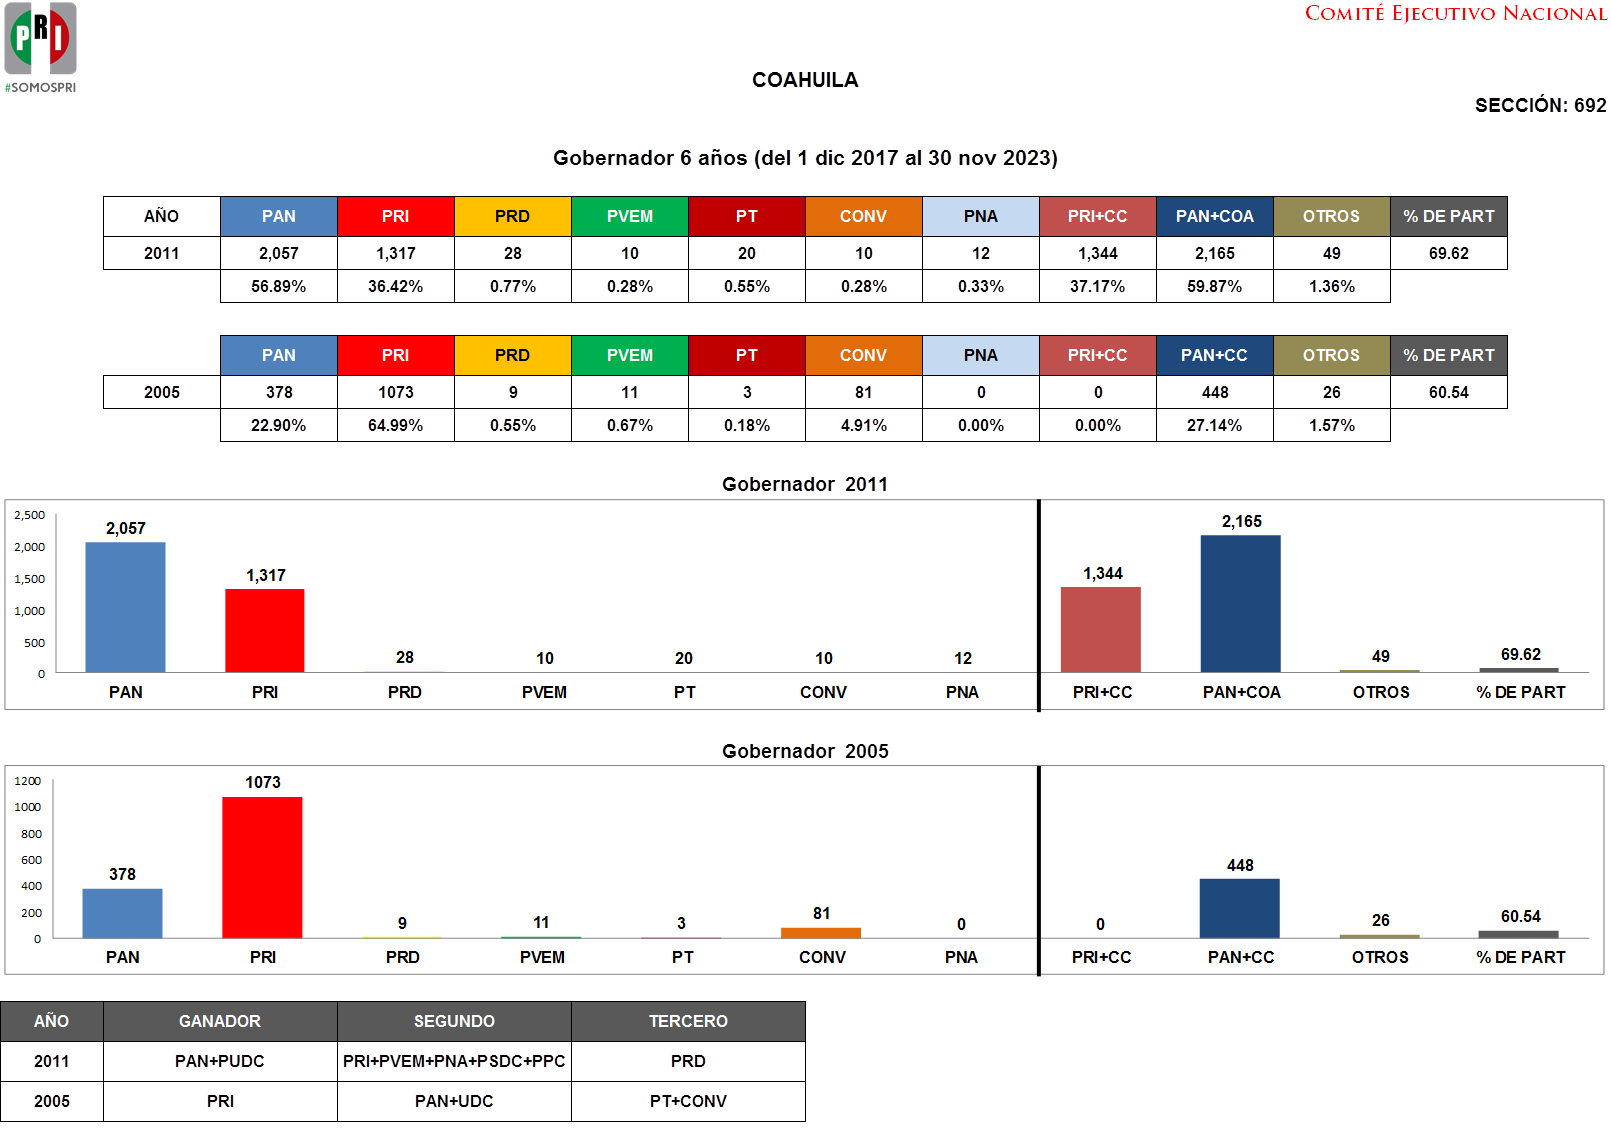 PRI
#SOMOSPRI
COMITÉ EJECUTIVO NACIONAL
COAHUILA
SECCIÓN: 692
Gobernador 6 años (del 1 dic 2017 al 30 nov 2023)
AÑO PAN PRI PRD PVEM PT CONV PNA PRI+CC PAN+COA OTROS % DE PART
2011 2,057 1,317 28 10 20 10 12 1,344 2,165 49 69.62
56.89% 36.42% 0.77% 0.28% 0.55% 0.28% 0.33% 37.17% 59.87% 1.36%
PAN PRI PRD PVEM PT CONV PNA PRI+CC PAN+CC OTROS % DE PART
2005 378 1073 9 11 3 81 0 0 448 26 60.54
22.90% 64.99% 0.55% 0.67% 0.18% 4.91% 0.00% 0.00% 27.14% 1.57%
Gobernador 2011
2,500
2,000
1,500
1,000
500
0
2,057 1,317 28 10 20 10 12 1,344 2,165 49 69.62
PAN PRI PRD PVEM PT CONV PNA PRI+CC PAN+COA OTROS % DE PART
Gobernador 2005
1200
1000
800
600
400
200
0
378 1073 9 11 3 81 0 0 448 26 60.54
PAN PRI PRD PVEM PT CONV PNA PRI+CC PAN+CC OTROS % DE PART
AÑO GANADOR SEGUNDO TERCERO
2011 PAN+PUDC PRI+PVEM+PNA+PSDC+PPC PRD
2005 PRI PAN+UDC PT+CONV